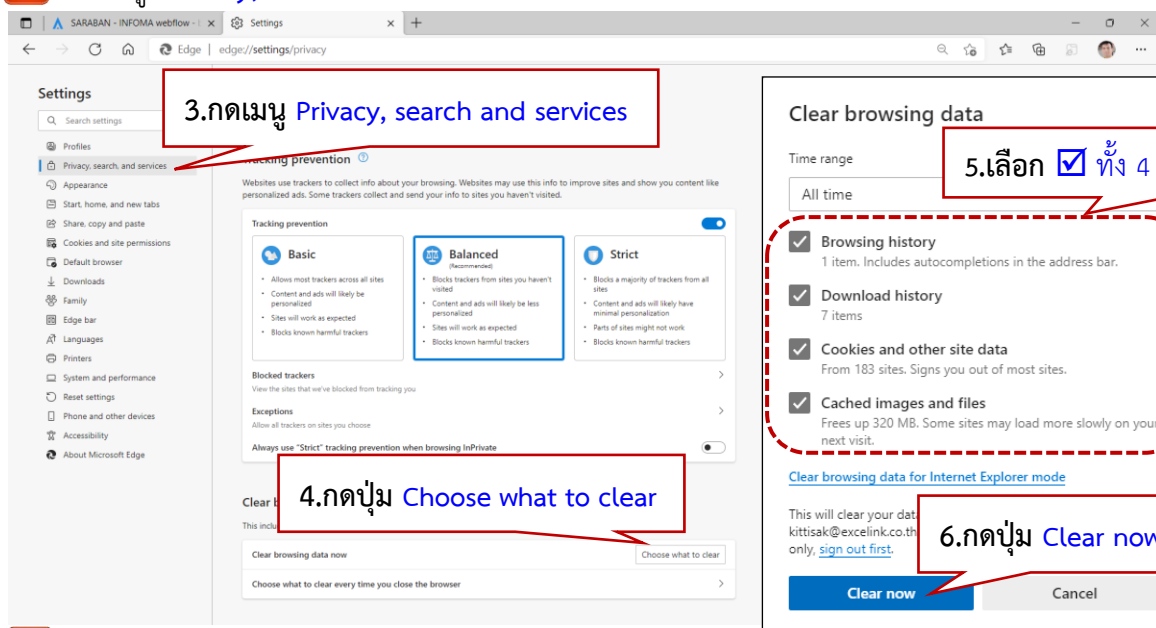 SARABAN - INFOMA webflow -
Settings
Edge
edge://settings/privacy
Settings
Search settings
Profiles
Privacy, search, and services
Appearance
Start, home, and new tabs
Share, copy and paste
Cookies and site permissions
Default browser
Downloads
Family
Edge bar
Languages
Printers
System and performance
Reset settings
Phone and other devices
Accessibility
About Microsoft Edge
3.กดเมนู Privacy, search and services
Tracking prevention
Websites use trackers to collect info about your browsing. Websites may use this info to improve sites and show you content like
personalized ads. Some trackers collect and send your info to sites you haven't visited.
Tracking prevention
Basic
Allows most trackers across all sites
Content and ads will likely be
personalized
Sites will work as expected
Blocks known harmful trackers
Balanced
(Recommended)
Blocks trackers from sites you haven't
visited
Content and ads will likely be less
personalized
Sites will work as expected
Blocks known harmful trackers
Strict
Blocks a majority of trackers from all
sites
Content and ads will likely have
minimal personalization
Parts of sites might not work
Blocks known harmful trackers
Blocked trackers
View the sites that we've blocked from tracking you
Exceptions
Allow all trackers on sites you choose
Always use "Strict" tracking prevention when browsing InPrivate
4.กดปุ่ม Choose what to clear
Clear
This
Clear browsing data now
Choose what to clear
Choose what to clear every time you close the browser
Clear browsing data
Time range
All time
5.เลือก ☑ ทั้ง 4
Browsing history
1 item. Includes autocompletions in the address bar.
Download history
7 items
Cookies and other site data
From 183 sites. Signs you out of most sites.
Cached images and files
Frees up 320 MB. Some sites may load more slowly on your
next visit.
Clear browsing data for Internet Explorer mode
This will clear your data
kittisak@excelink.co.th
only, sign out first.
6.กดปุ่ม Clear now
Clear now
Cancel